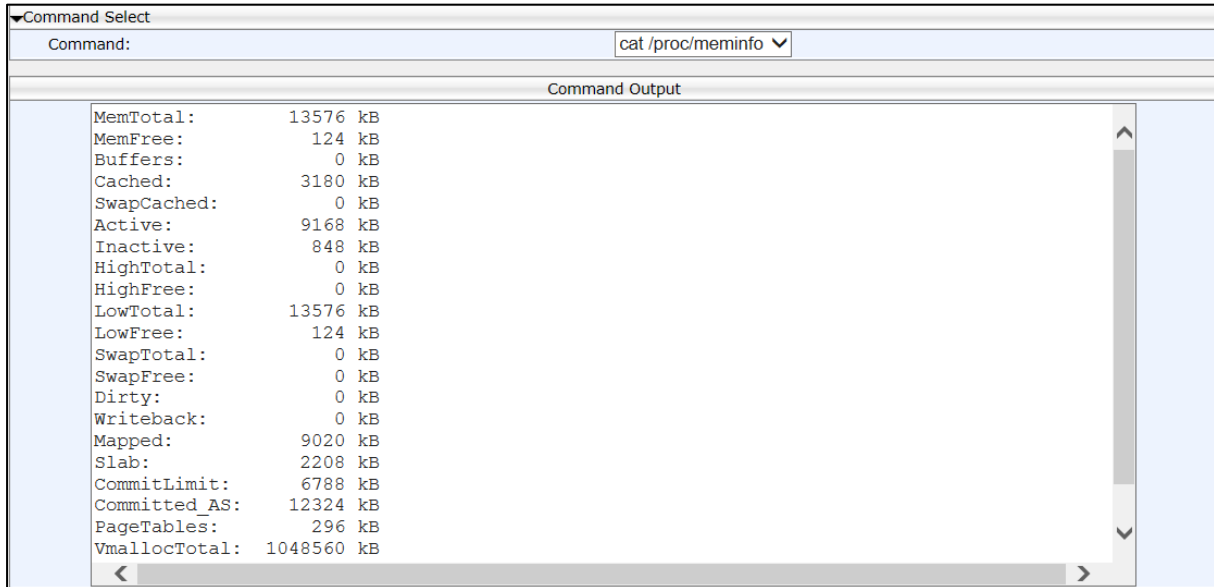 Command Select
Command: cat /proc/meminfo
Command Output
MemTotal: 13576 kB
MemFree: 124 kB
Buffers: 0 kB
Cached: 3180 kB
SwapCached: 0 kB
Active: 9168 kB
Inactive: 848 kB
HighTotal: 0 kB
HighFree: 0 kB
LowTotal: 13576 kB
LowFree: 124 kB
SwapTotal: 0 kB
SwapFree: 0 kB
Dirty: 0 kB
Writeback: 0 kB
Mapped: 9020 kB
Slab: 2208 kB
CommitLimit: 6788 kB
Committed_AS: 12324 kB
PageTables: 296 kB
VmallocTotal: 1048560 kB